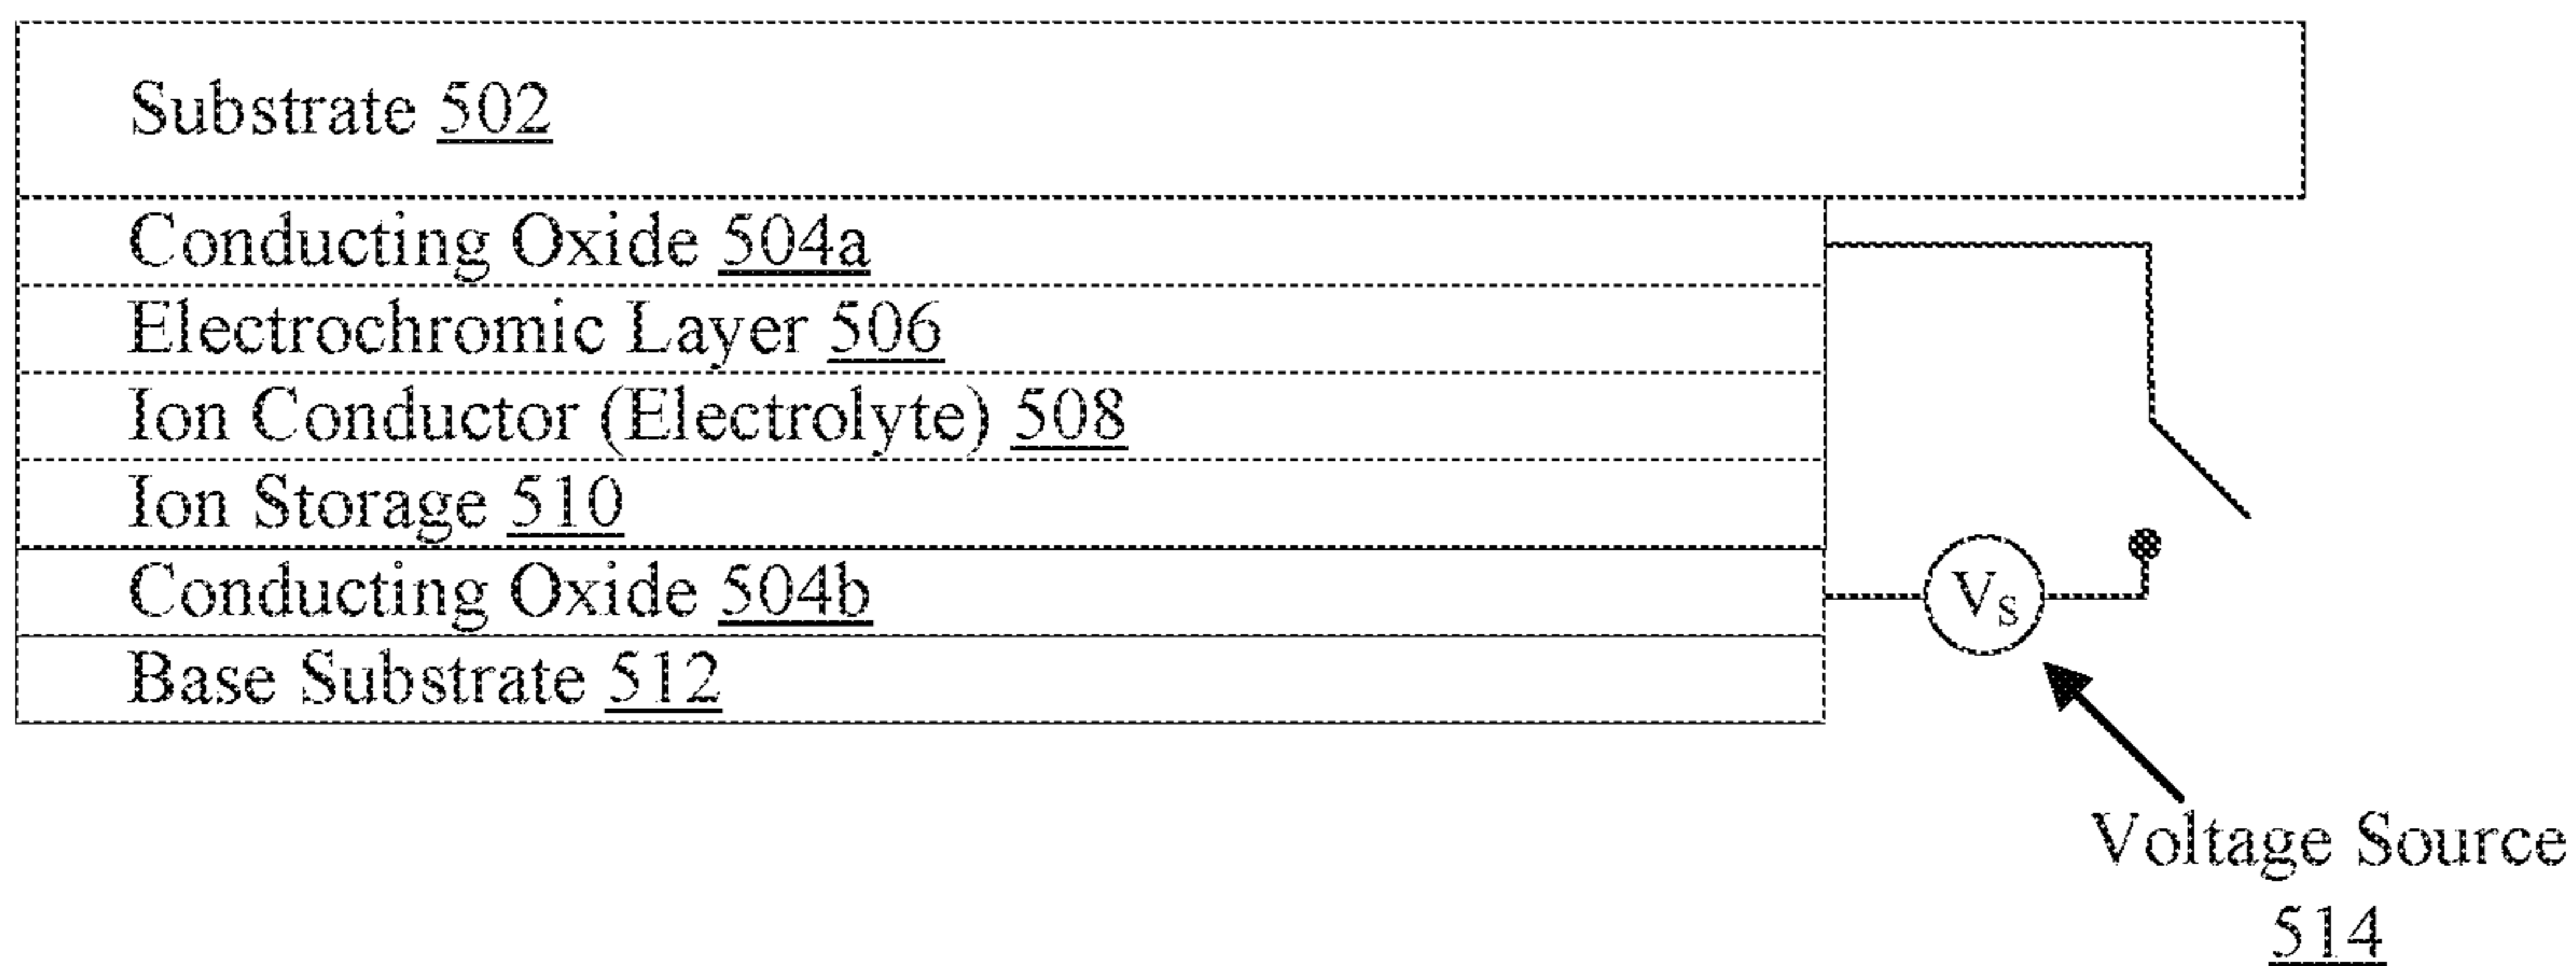 Substrate 502
Conducting Oxide 504a
Electrochromic Layer 506
Ion Conductor (Electrolyte) 508
Ion Storage 510
Conducting Oxide 504b
Base Substrate 512
VS
Voltage Source
514